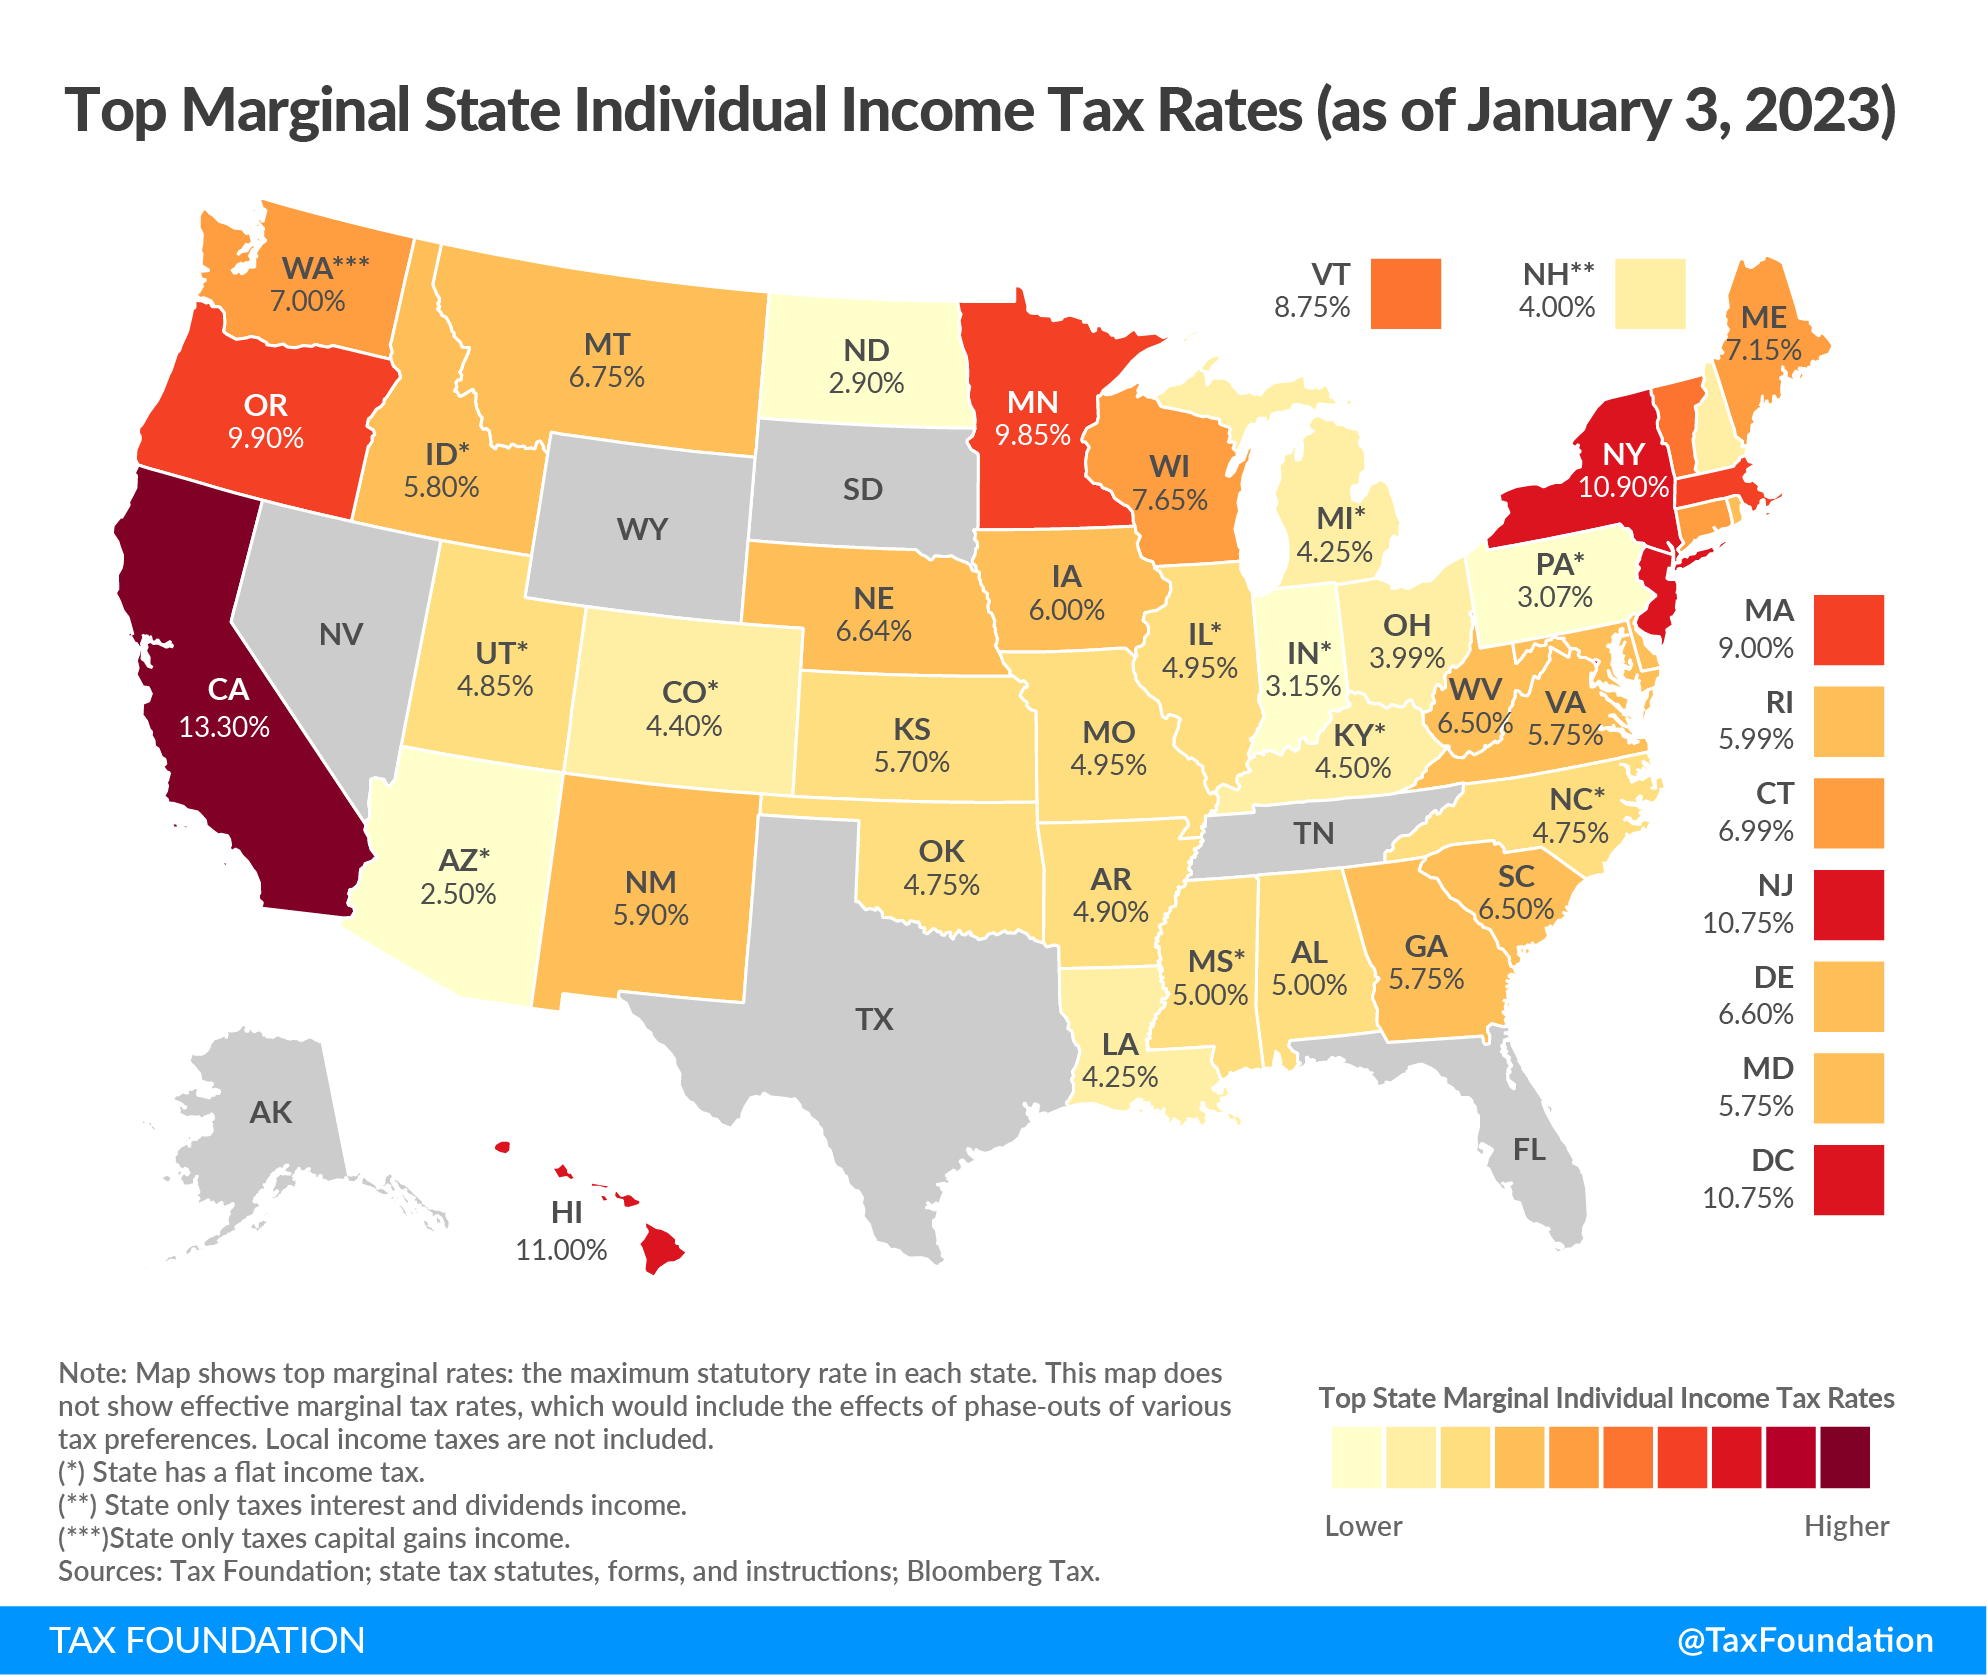 Top Marginal State Individual Income Tax Rates (as of January 3, 2023)
WA***
7.00%
MT
6.75%
ND
2.90%
VT
8.75%
NH**
4.00%
ME
7.15%
OR
9.90%
ID*
5.80%
MN
9.85%
WI
7.65%
NY
10.90%
WY
SD
MI*
4.25%
PA*
3.07%
NV
UT*
4.85%
CO*
4.40%
NE
6.64%
IA
6.00%
IL*
4.95%
IN*
3.15%
OH
3.99%
MA
9.00%
CA
13.30%
KS
5.70%
MO
4.95%
KY*
4.50%
WV
6.50%
VA
5.75%
RI
5.99%
AZ*
2.50%
NM
5.90%
OK
4.75%
AR
4.90%
TN
NC*
4.75%
CT
6.99%
SC
6.50%
NJ
10.75%
TX
MS*
5.00%
AL
5.00%
GA
5.75%
DE
6.60%
LA
4.25%
MD
5.75%
AK
HI
11.00%
FL
DC
10.75%
Note: Map shows top marginal rates: the maximum statutory rate in each state. This map does
not show effective marginal tax rates, which would include the effects of phase-outs of various
tax preferences. Local income taxes are not included.
(*) State has a flat income tax.
(**) State only taxes interest and dividends income.
(***)State only taxes capital gains income.
Sources: Tax Foundation; state tax statutes, forms, and instructions; Bloomberg Tax.
Top State Marginal Individual Income Tax Rates
Lower
Higher
TAX FOUNDATION
@TaxFoundation